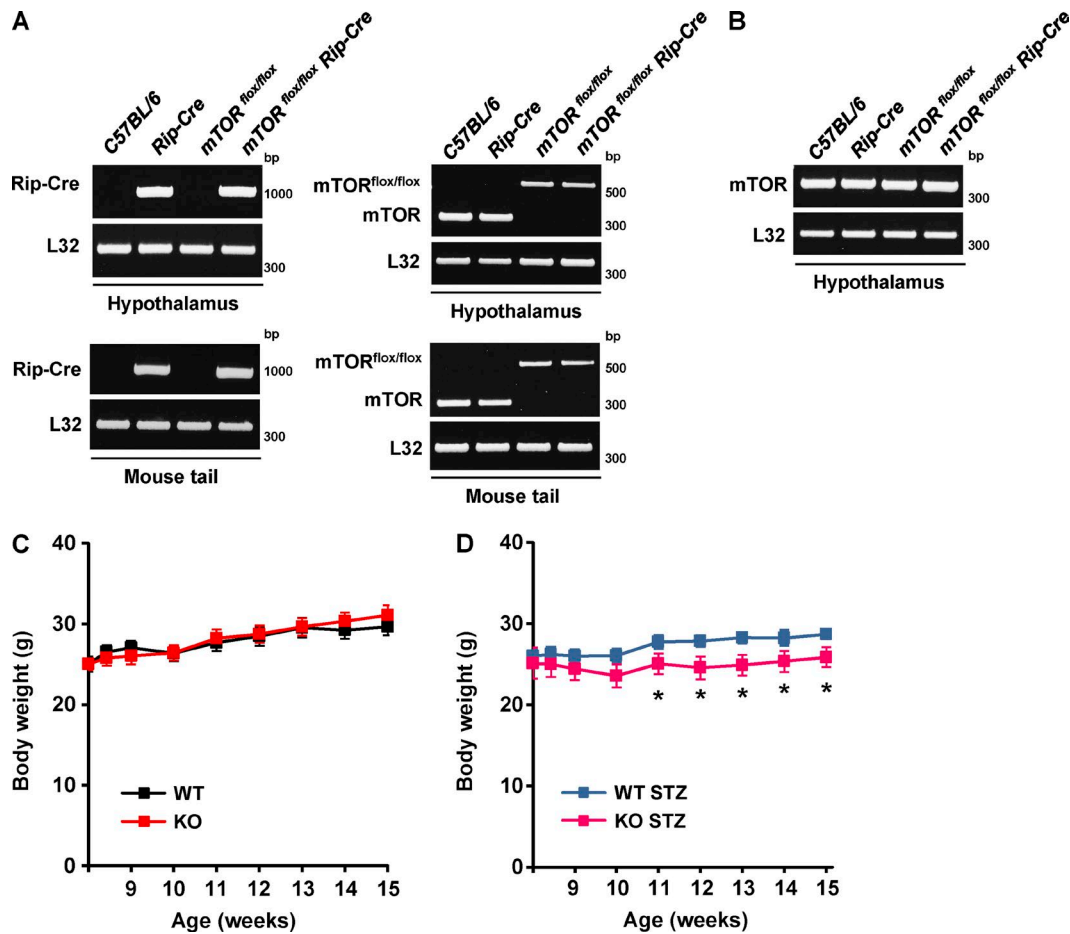 A
C57BL/6 Rip-Cre mTOR flox/flox mTOR flox/flox Rip-Cre
bp
Rip-Cre 1000
L32 300
Hypothalamus
C57BL/6 Rip-Cre mTOR flox/flox mTOR flox/flox Rip-Cre
bp
mTORflox/flox 500
mTOR 300
L32 300
Hypothalamus
B
C57BL/6 Rip-Cre mTOR flox/flox mTOR flox/flox Rip-Cre
bp
mTOR 300
L32 300
Hypothalamus
bp
Rip-Cre 1000
L32 300
Mouse tail
bp
mTORflox/flox 500
mTOR 300
L32 300
Mouse tail
C
Body weight (g)
40
30
20
10
0
WT
KO
9 10 11 12 13 14 15
Age (weeks)
D
Body weight (g)
40
30
20
10
0
* * * * *
WT STZ
KO STZ
9 10 11 12 13 14 15
Age (weeks)